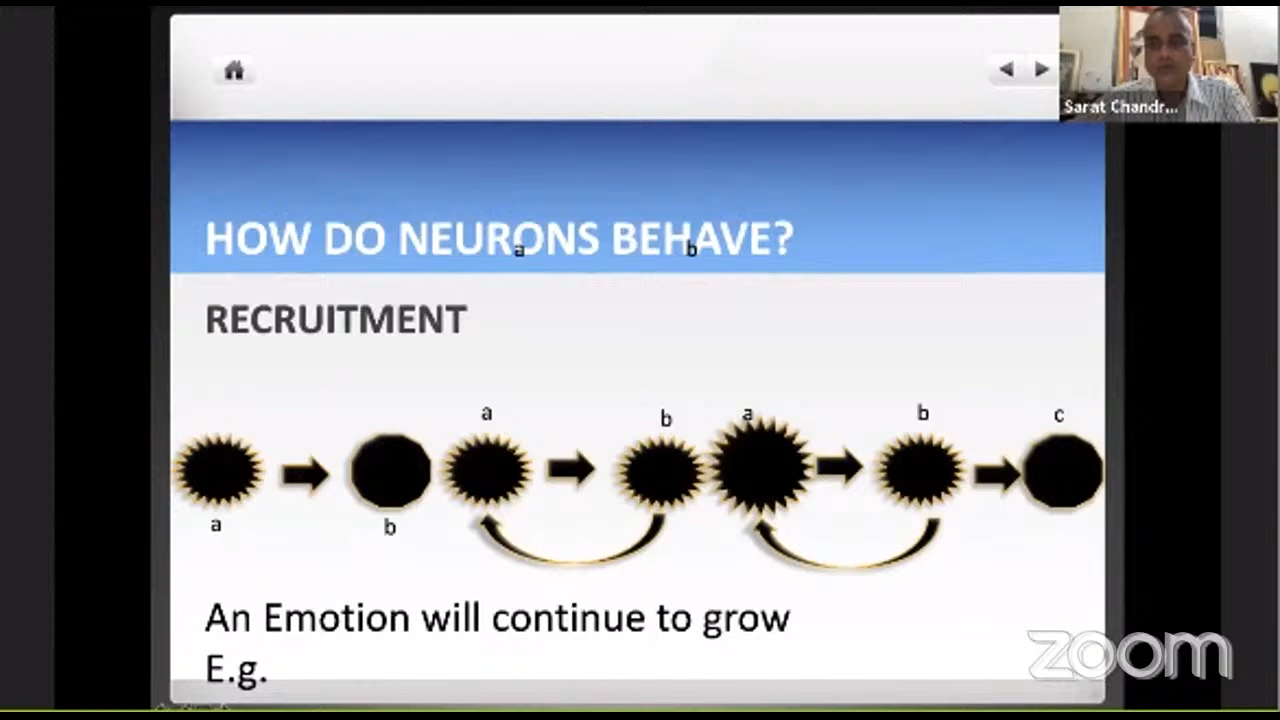 Sarat Chandr...
HOW DO NEURONS BEHAVE?
a b
RECRUITMENT
a b a b c
a b
An Emotion will continue to grow
E.g.
zoom